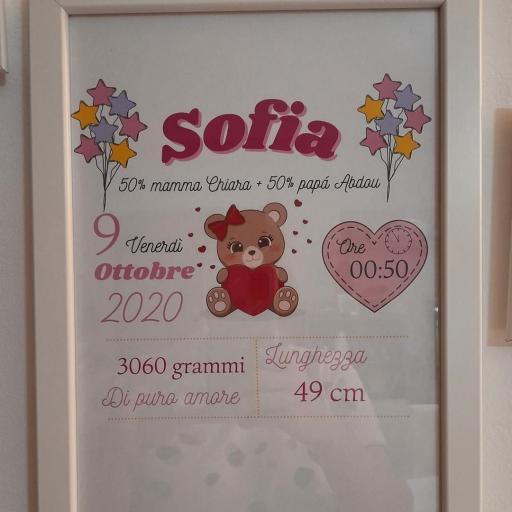 Sofia
50% mamma Chiara + 50% papá Abdou
9 Venerdì
Ottobre
2020
Ore
00:50
3060 grammi
Di puro amore
Lunghezza
49 cm